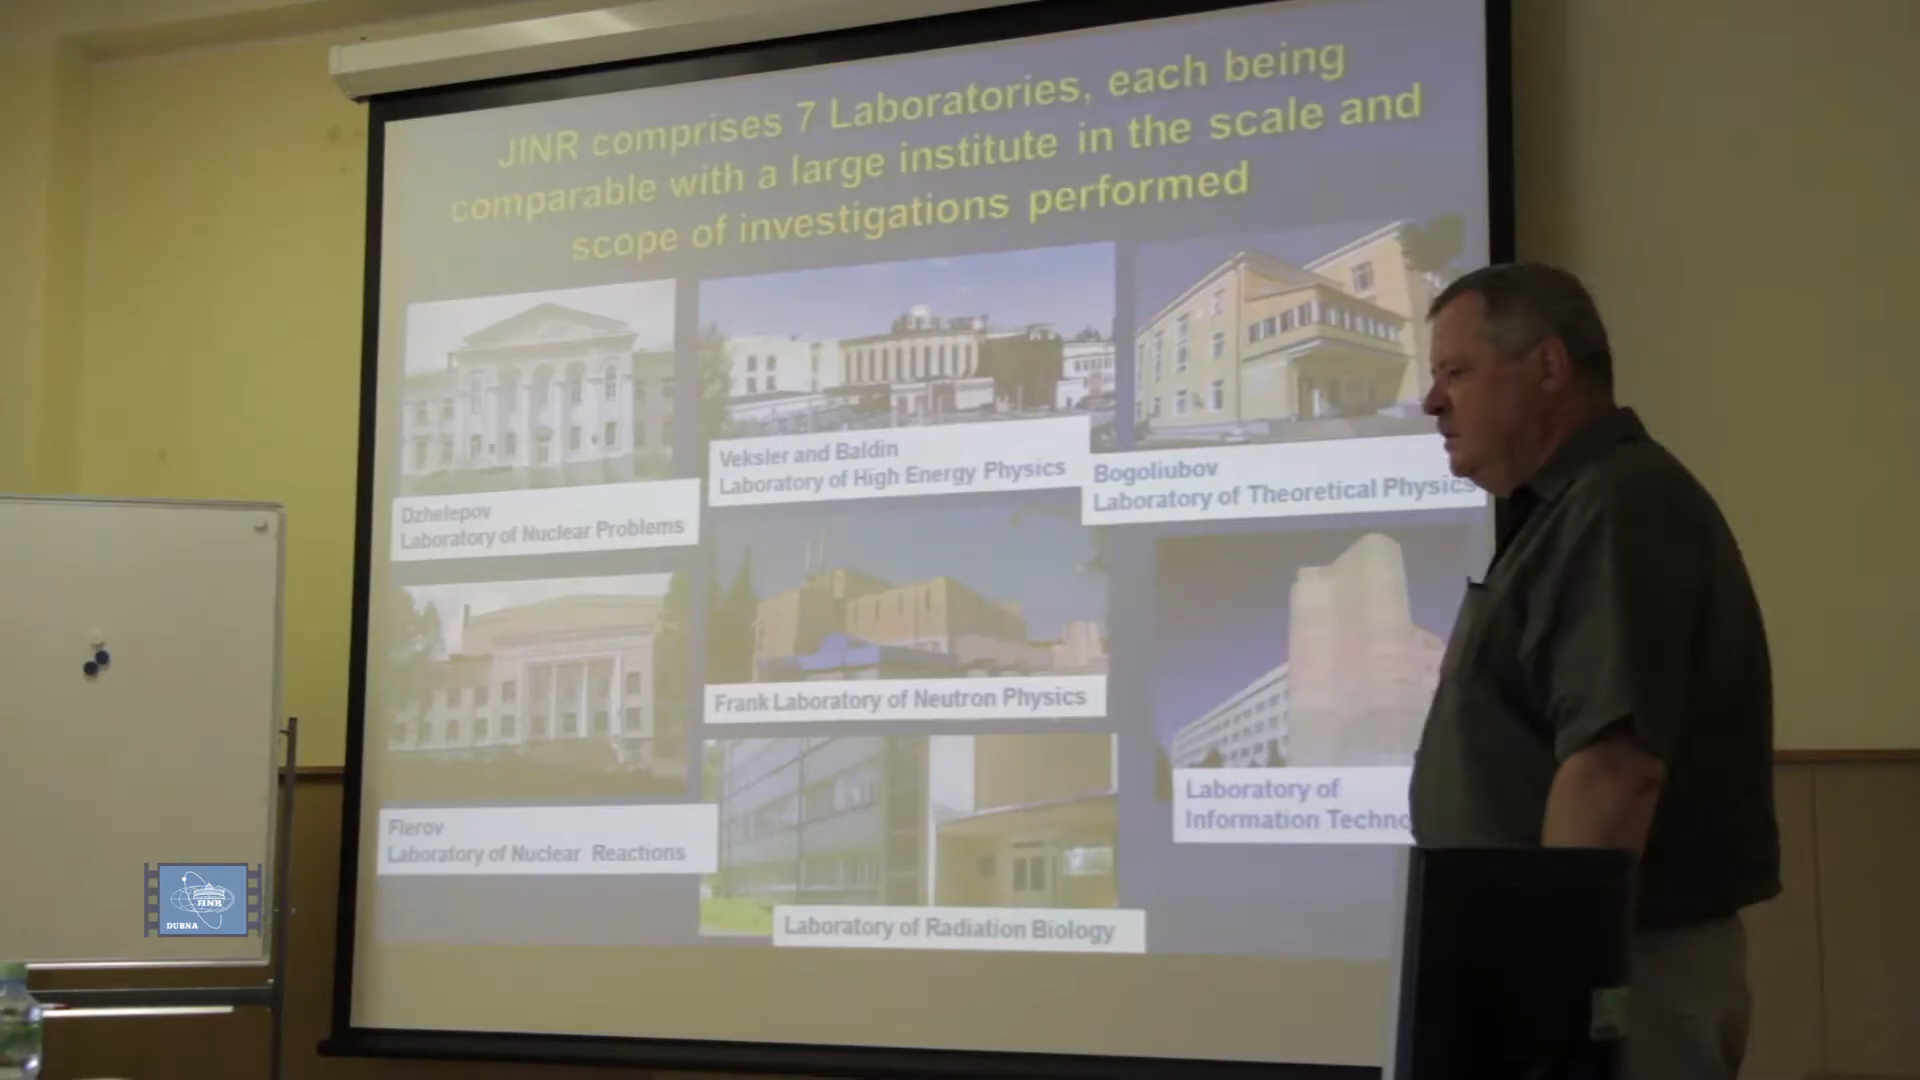 JINR comprises 7 Laboratories, each being
comparable with a large institute in the scale and
scope of investigations performed
Dzhelepov
Laboratory of Nuclear Problems
Veksler and Baldin
Laboratory of High Energy Physics
Bogoliubov
Laboratory of Theoretical Physics
Flerov
Laboratory of Nuclear Reactions
Frank Laboratory of Neutron Physics
Laboratory of
Information Techno
Laboratory of Radiation Biology
JINR
DUBNA